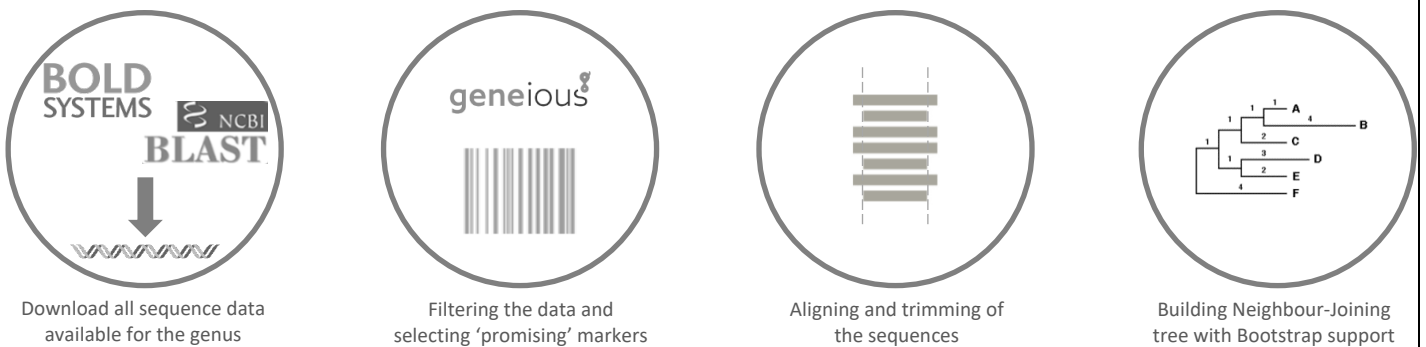 BOLD
SYSTEMS
NCBI
BLAST
Download all sequence data
available for the genus
geneious
Filtering the data and
selecting ‘promising’ markers
Aligning and trimming of
the sequences
1
1
A
4
B
1
1
2
C
3
D
1
2
E
4
F
Building Neighbour-Joining
tree with Bootstrap support